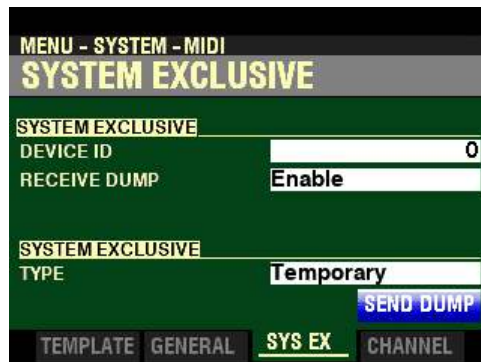 MENU - SYSTEM - MIDI
SYSTEM EXCLUSIVE
SYSTEM EXCLUSIVE
DEVICE ID 0
RECEIVE DUMP Enable
SYSTEM EXCLUSIVE
TYPE Temporary
SEND DUMP
TEMPLATE GENERAL SYS EX CHANNEL